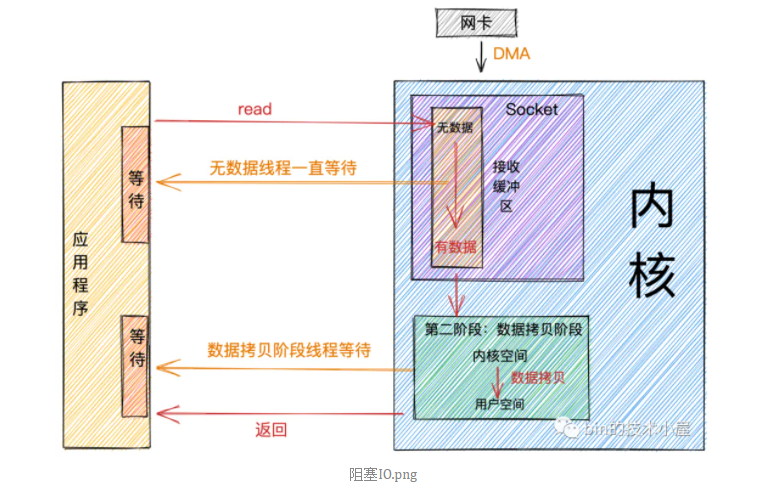 网卡
DMA
read
Socket
无数据
无数据线程一直等待
等待
接收
缓冲
区
有数据
内核
应用程序
第二阶段：数据拷贝阶段
等待
数据拷贝阶段线程等待
内核空间
数据拷贝
用户空间
返回
bin的技术小屋
阻塞IO.png